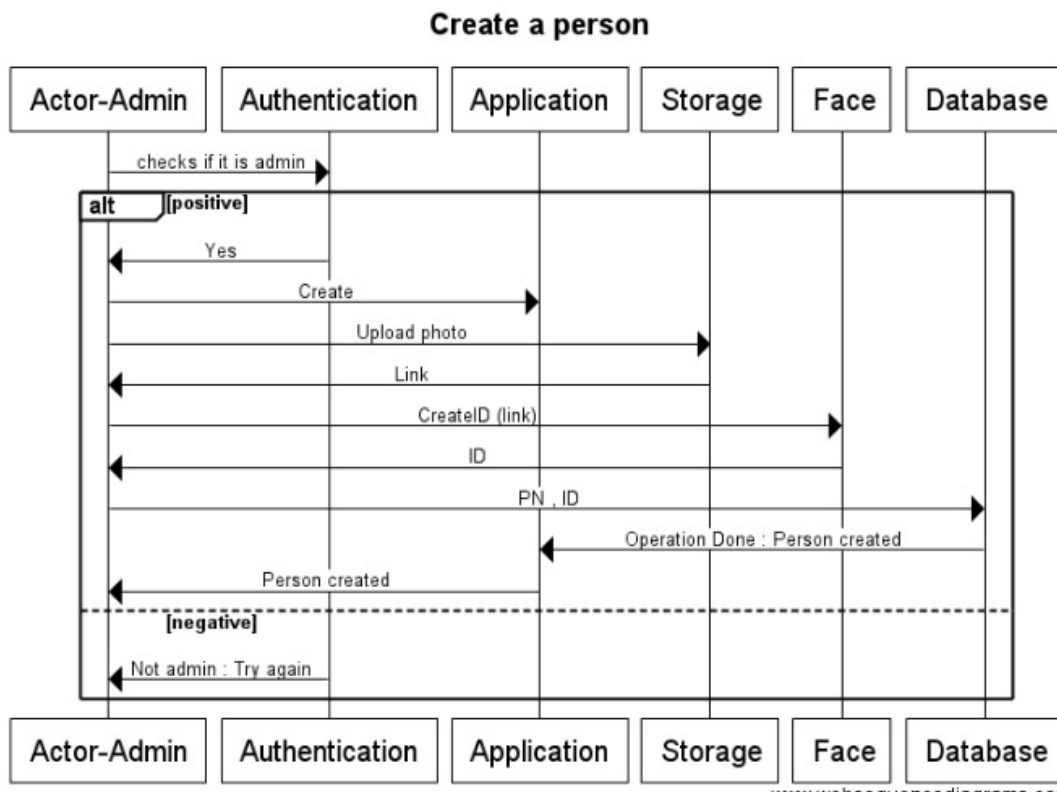 Create a person
Actor-Admin Authentication Application Storage Face Database
checks if it is admin
alt [positive]
Yes
Create
Upload photo
Link
CreateID (link)
ID
PN , ID
Operation Done : Person created
Person created
[negative]
Not admin : Try again
Actor-Admin Authentication Application Storage Face Database